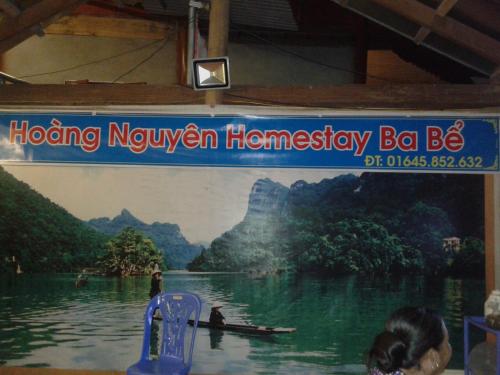 Hoàng Nguyên Homestay Ba Bể
ĐT: 01645.852.632